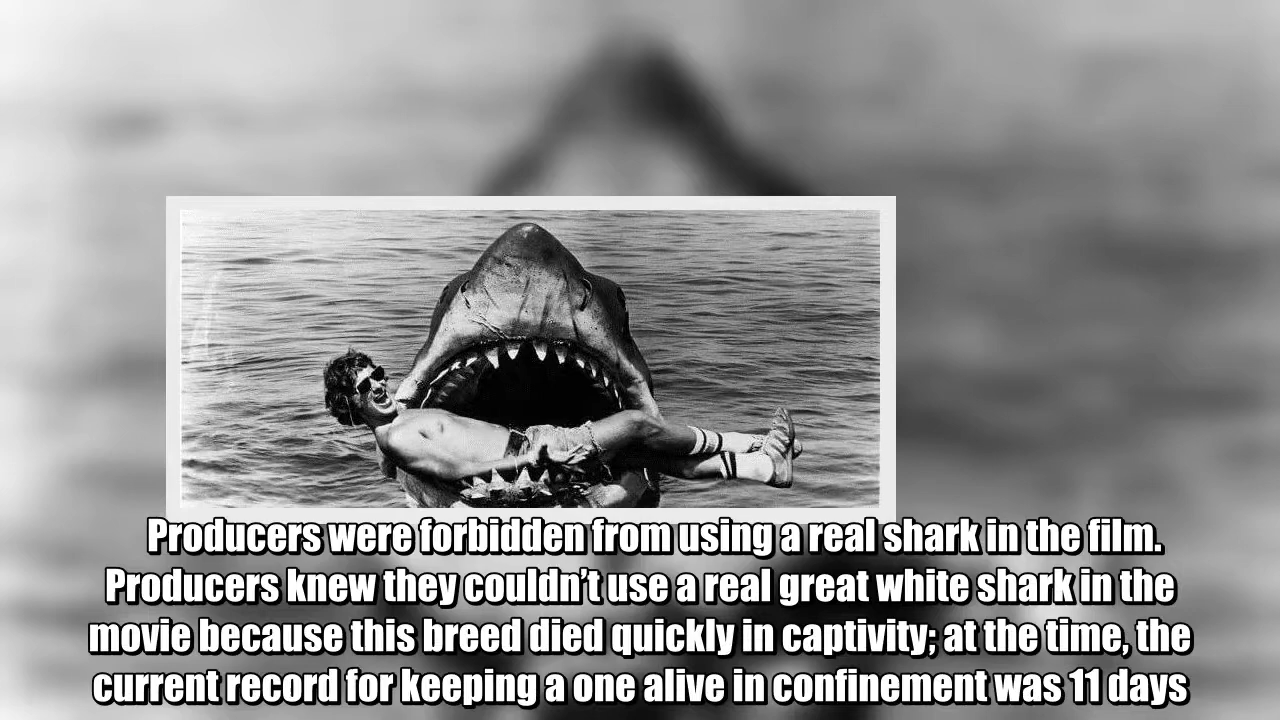 Producers were forbidden from using a real shark in the film.
Producers knew they couldn't use a real great white shark in the
movie because this breed died quickly in captivity; at the time, the
current record for keeping a one alive in confinement was 11 days